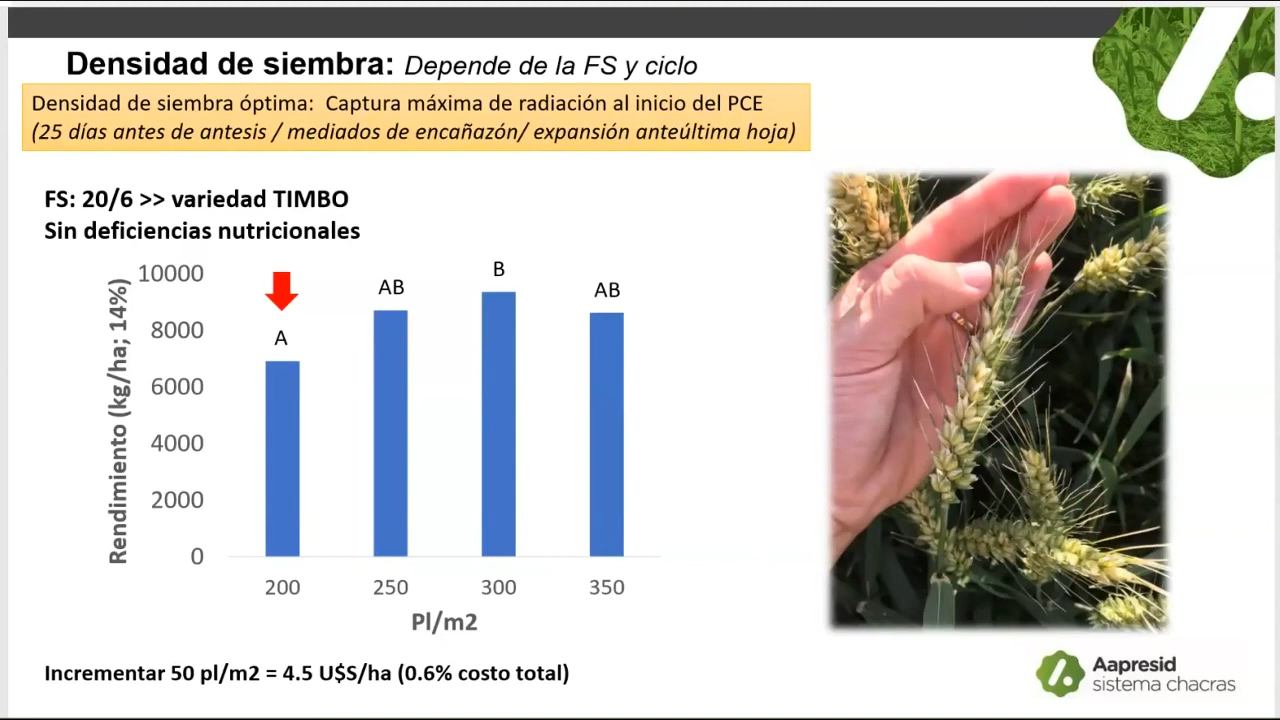 Densidad de siembra: Depende de la FS y ciclo
Densidad de siembra óptima: Captura máxima de radiación al inicio del PCE
(25 días antes de antesis / mediados de encañazón/ expansión anteúltima hoja)
FS: 20/6 >> variedad TIMBO
Sin deficiencias nutricionales
Rendimiento (kg/ha; 14%)
10000
8000
6000
4000
2000
0
A
AB
B
AB
200
250
300
350
Pl/m2
Incrementar 50 pl/m2 = 4.5 U$S/ha (0.6% costo total)
Aapresid
sistema chacras